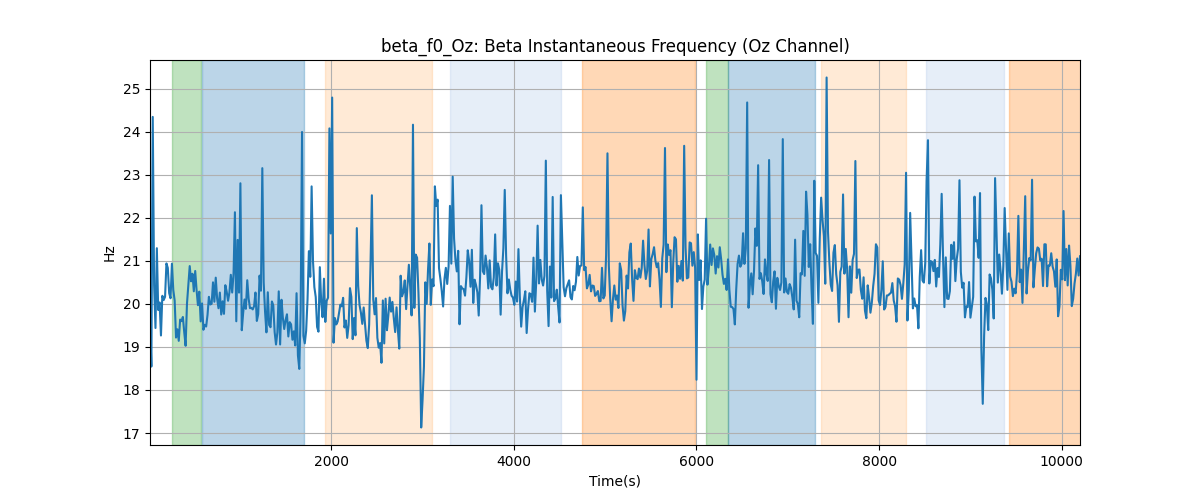 beta_f0_Oz: Beta Instantaneous Frequency (Oz Channel)
25
24
23
22
21
20
19
18
17
Hz
2000 4000 6000 8000 10000
Time(s)